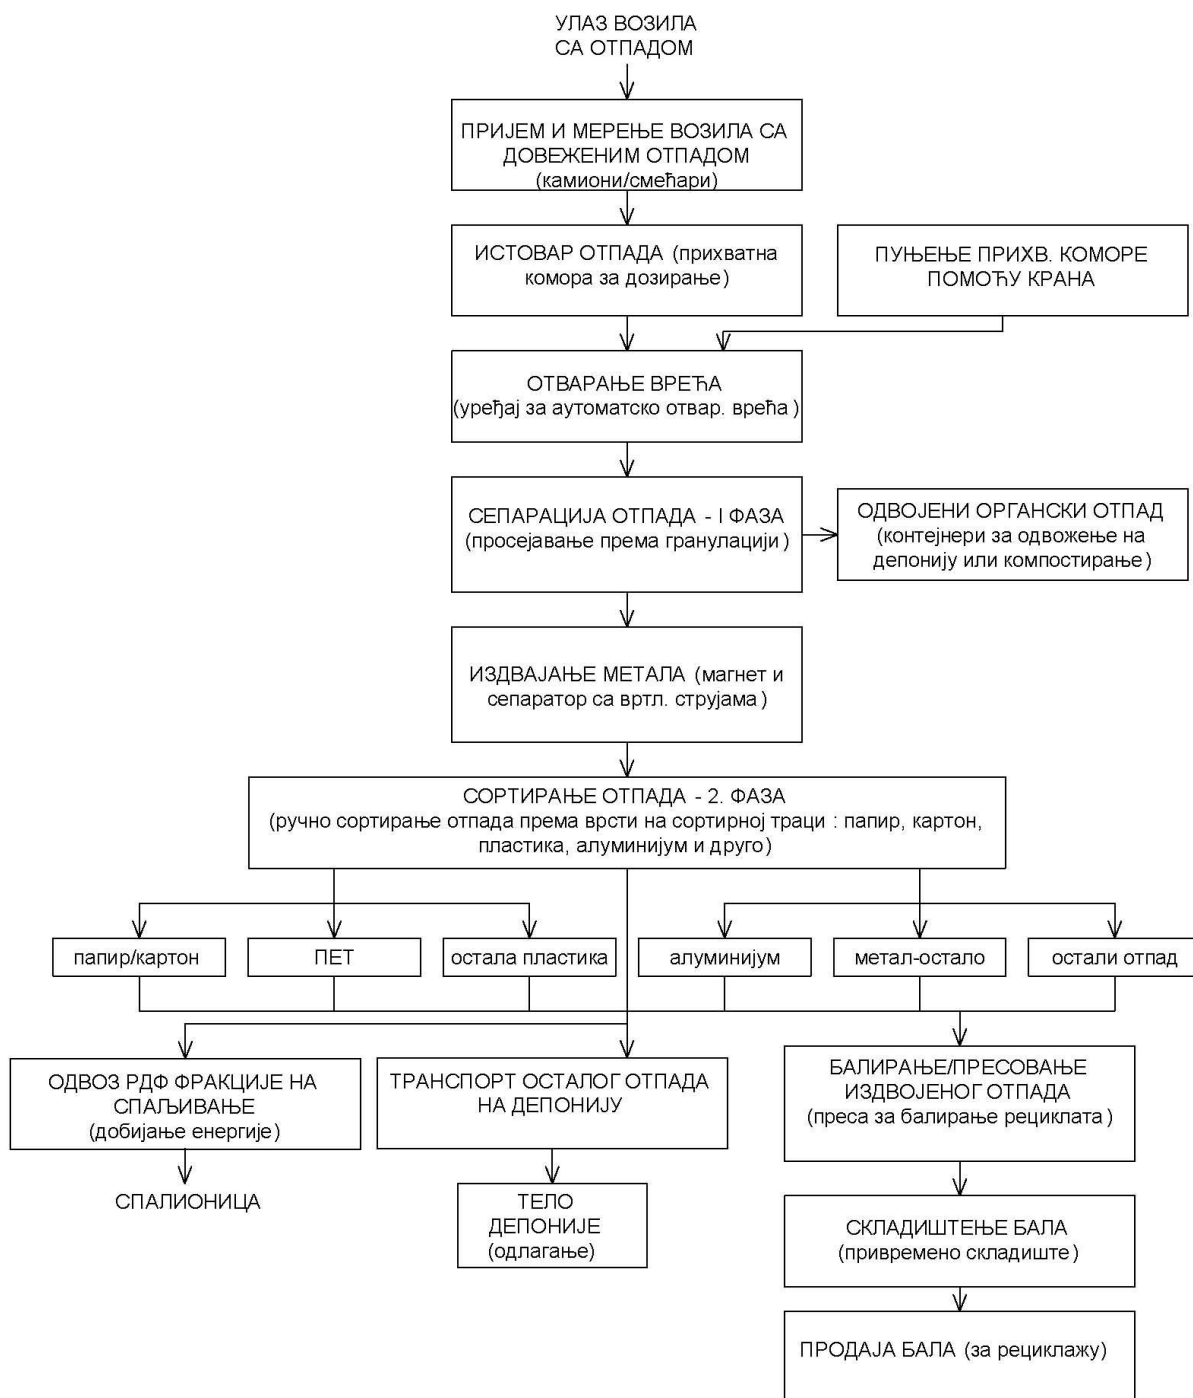 УЛАЗ ВОЗИЛА
СА ОТПАДОМ
ПРИЈЕМ И МЕРЕЊЕ ВОЗИЛА СА
ДОВЕЖЕНИМ ОТПАДОМ
(камиони/смећари)
ИСТОВАР ОТПАДА (прихватна
комора за дозирање)
ПУЊЕЊЕ ПРИХВ. КОМОРЕ
ПОМОЋУ КРАНА
ОТВАРАЊЕ ВРЕЋА
(уређај за аутоматско отвар. врећа)
СЕПАРАЦИЈА ОТПАДА - I ФАЗА
(просејавање према гранулацији)
ОДВОЈЕНИ ОРГАНСКИ ОТПАД
(контејнери за одвожење на
депонију или компостирање)
ИЗДВАЈАЊЕ МЕТАЛА (магнет и
сепаратор са вртл. струјама)
СОРТИРАЊЕ ОТПАДА - 2. ФАЗА
(ручно сортирање отпада према врсти на сортирној траци : папир, картон,
пластика, алуминијум и друго)
папир/картон
ПЕТ
остала пластика
алуминијум
метал-остало
остали отпад
ОДВОЗ РДФ ФРАКЦИЈЕ НА
СПАЉИВАЊЕ
(добијање енергије)
ТРАНСПОРТ ОСТАЛОГ ОТПАДА
НА ДЕПОНИЈУ
БАЛИРАЊЕ/ПРЕСОВАЊЕ
ИЗДВОЈЕНОГ ОТПАДА
(преса за балирање рециклата)
СПАЛИОНИЦА
ТЕЛО
ДЕПОНИЈЕ
(одлагање)
СКЛАДИШТЕЊЕ БАЛА
(привремено складиште)
ПРОДАЈА БАЛА (за рециклажу)